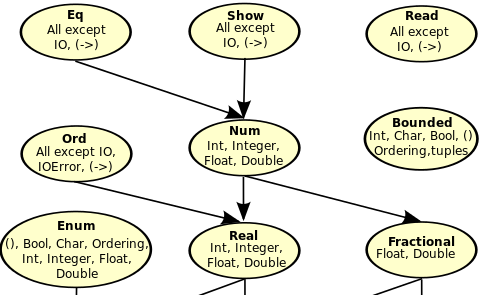 Eq
All except
IO, (->)
Show
All except
IO, (->)
Read
All except
IO, (->)
Ord
All except IO,
IOError, (->)
Num
Int, Integer,
Float, Double
Bounded
Int, Char, Bool, ()
Ordering,tuples
Enum
(), Bool, Char, Ordering,
Int, Integer, Float,
Double
Real
Int, Integer,
Float, Double
Fractional
Float, Double